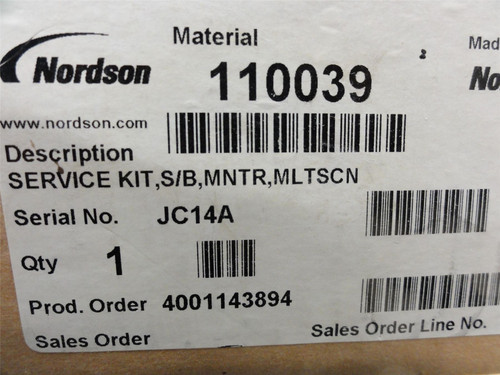 Material
Mad
Nordson
110039
No
www.nordson.com
Description
SERVICE KIT,S/B,MNTR,MLTSCN
Serial No. JC14A
Qty 1
Prod. Order 4001143894
Sales Order Sales Order Line No.